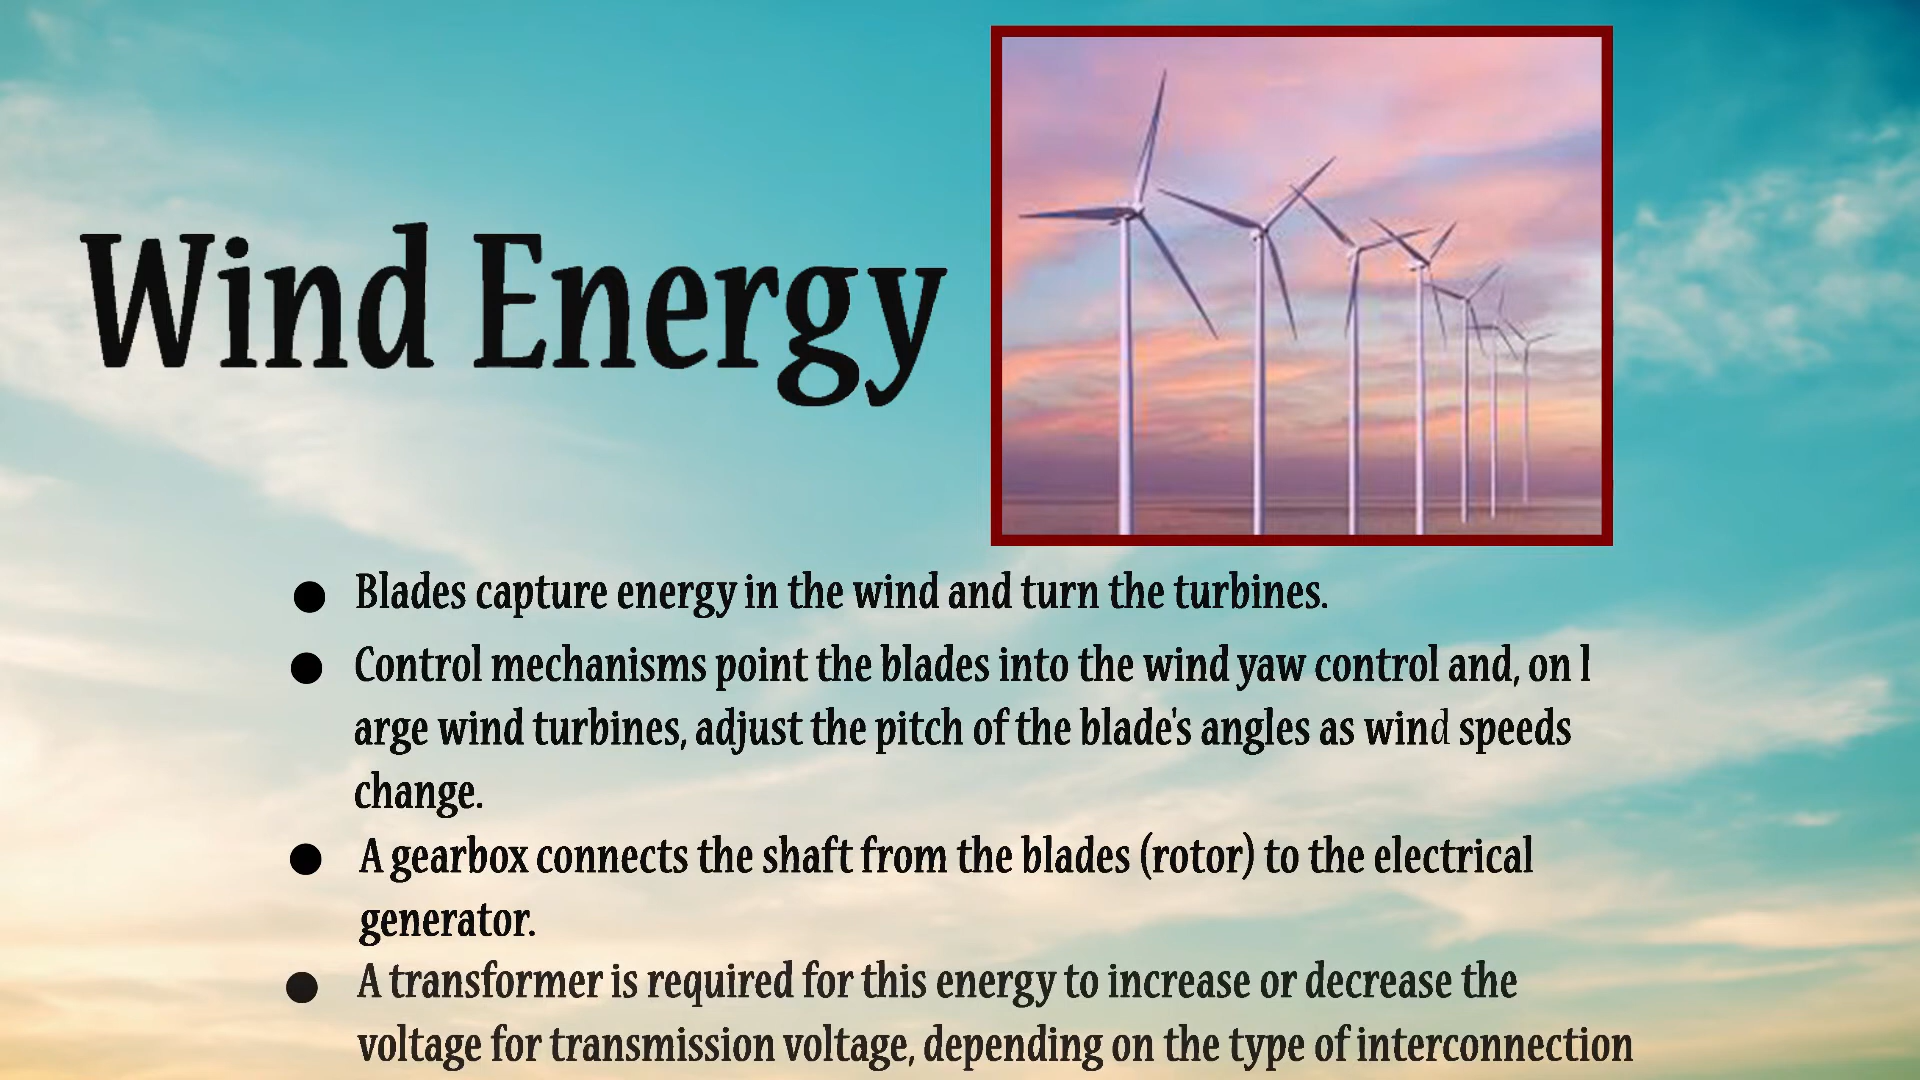 Wind Energy
● Blades capture energy in the wind and turn the turbines.
● Control mechanisms point the blades into the wind yaw control and, on l
arge wind turbines, adjust the pitch of the blade's angles as wind speeds
change.
● A gearbox connects the shaft from the blades (rotor) to the electrical
generator.
● A transformer is required for this energy to increase or decrease the
voltage for transmission voltage, depending on the type of interconnection